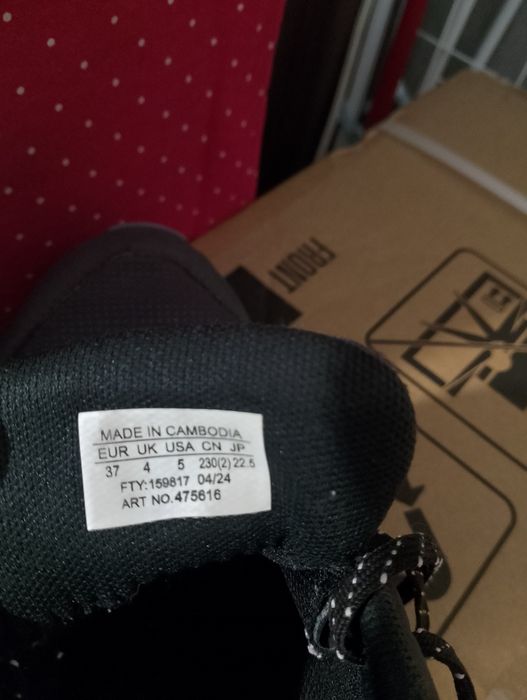 FRONT
MADE IN CAMBODIA
EUR UK USA CN JP
37 4 5 230(2) 22.5
FTY:159817 04/24
ART NO.475616